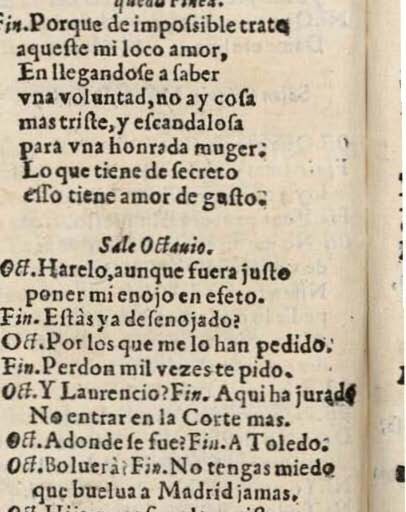 queda Finea.
Fin. Porque de impoſsible trato
aqueſte mi loco amor,
En llegandoſe a ſaber
vna voluntad, no ay coſa
mas triſte, y eſcandaloſa
para vna honrada muger:
Lo que tiene de ſecreto
eſſo tiene amor de guſto.
Sale Octauio.
Oct. Harelo, aunque fuera juſto
poner mi enojo en efeto.
Fin. Eſtàs ya deſenojado?
Oct. Por los que me lo han pedido.
Fin. Perdon mil vezes te pido.
Oct. Y Laurencio? Fin. Aqui ha jurado
No entrar en la Corte mas.
Oct. Adonde ſe fue? Fin. A Toledo.
Oct. Boluerà? Fin. No tengas miedo
que buelua a Madrid jamas.
Oct.